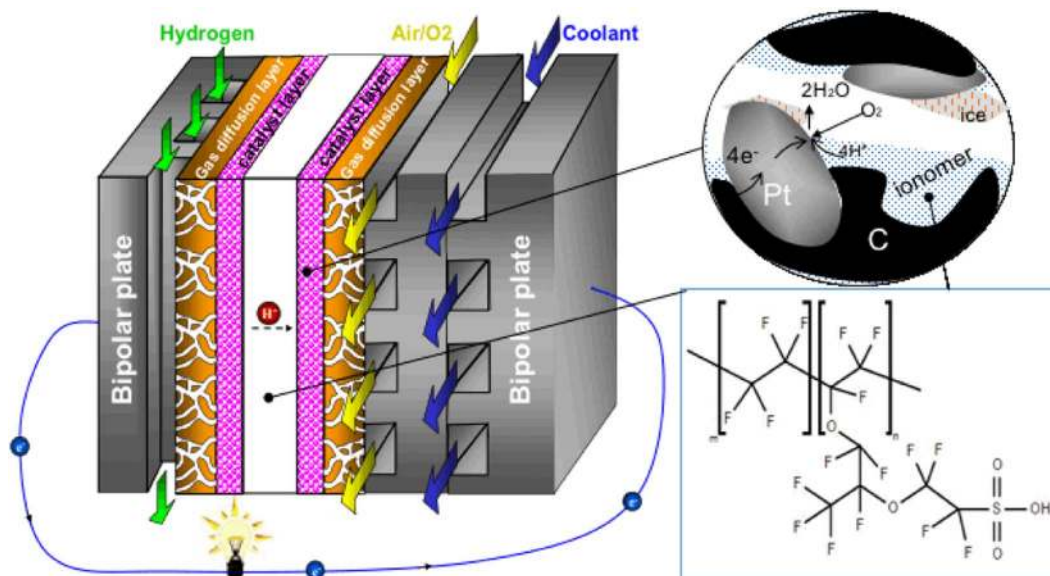 Hydrogen
Air/O2
Coolant
Gas diffusion layer
catalyst layer
catalyst layer
Gas diffusion layer
Bipolar plate
H⁺
Bipolar plate
e⁻
e⁻
e⁻
2H₂O
O₂
ice
4e⁻
4H⁺
Pt
ionomer
C
F F F F
F
F F
m
O
n
F
F
F
F
F
F
O
F
F
F
F
O
S
OH
O